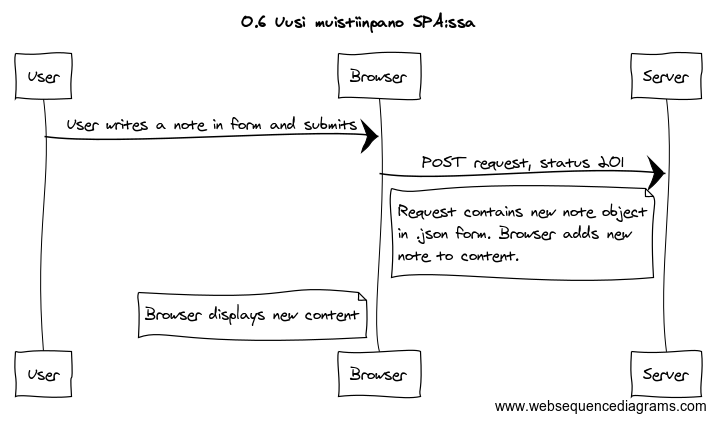 0.6 Uusi muistiinpano SPA:ssa
User
Browser
Server
User writes a note in form and submits
POST request, status 201
Request contains new note object
in .json form. Browser adds new
note to content.
Browser displays new content
User
Browser
Server
www.websequencediagrams.com